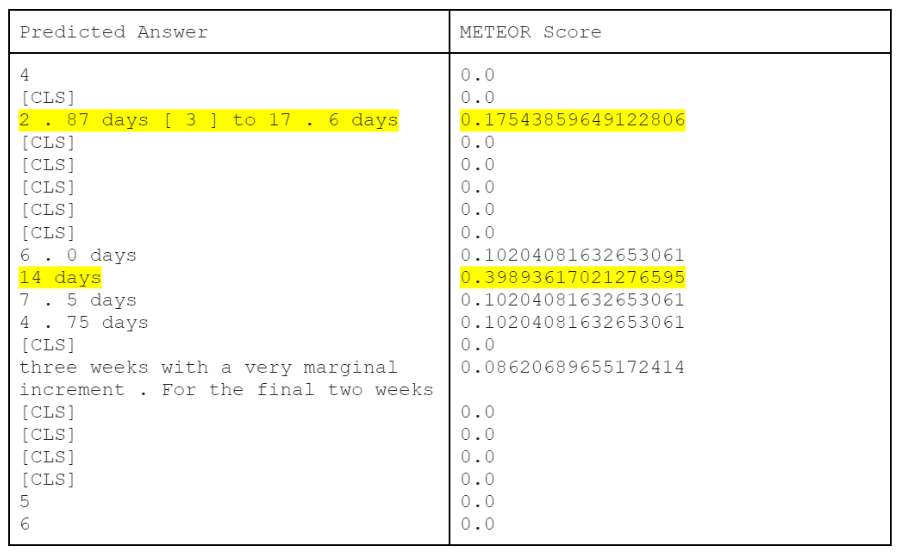 Predicted Answer METEOR Score
4 0.0
[CLS] 0.0
2 . 87 days [ 3 ] to 17 . 6 days 0.17543859649122806
[CLS] 0.0
[CLS] 0.0
[CLS] 0.0
[CLS] 0.0
[CLS] 0.0
6 . 0 days 0.10204081632653061
14 days 0.39893617021276595
7 . 5 days 0.10204081632653061
4 . 75 days 0.10204081632653061
[CLS] 0.0
three weeks with a very marginal 0.08620689655172414
increment . For the final two weeks
[CLS] 0.0
[CLS] 0.0
[CLS] 0.0
[CLS] 0.0
5 0.0
6 0.0